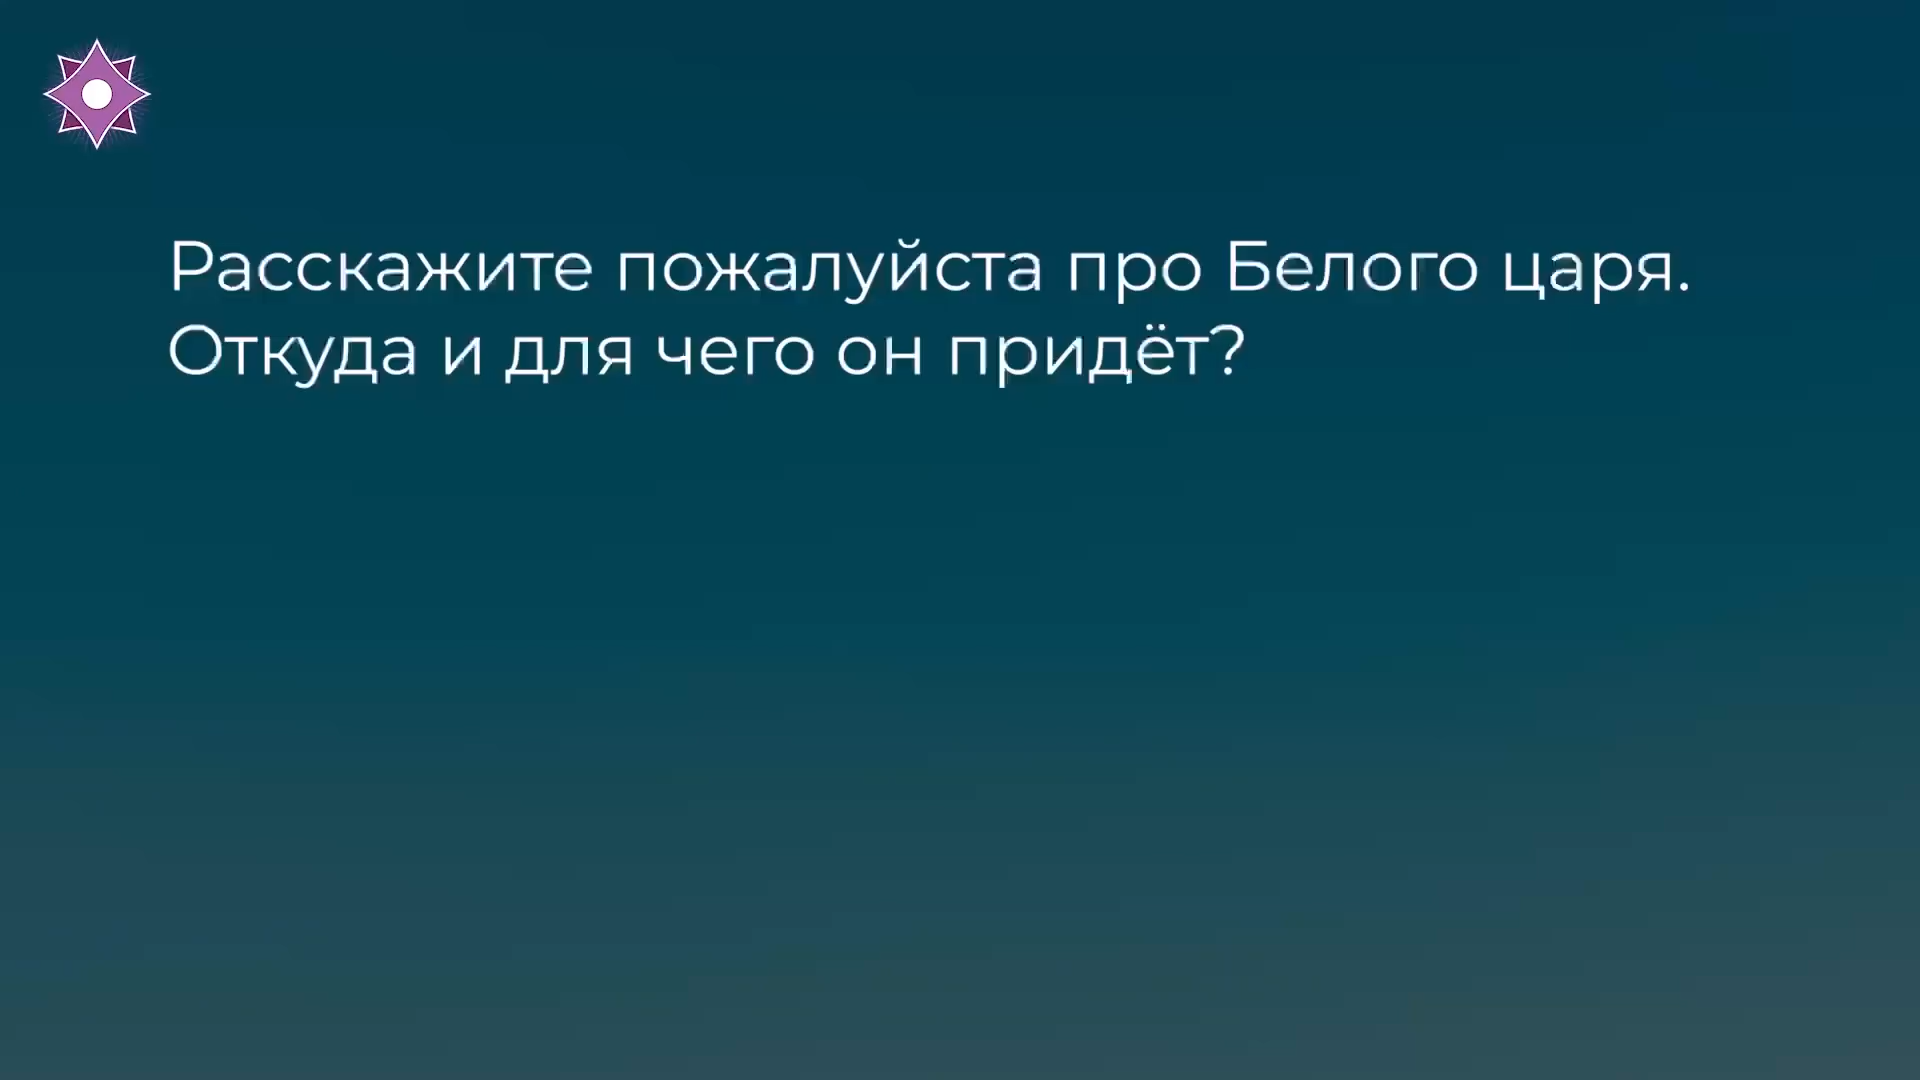 Расскажите пожалуйста про Белого царя.
Откуда и для чего он придёт?